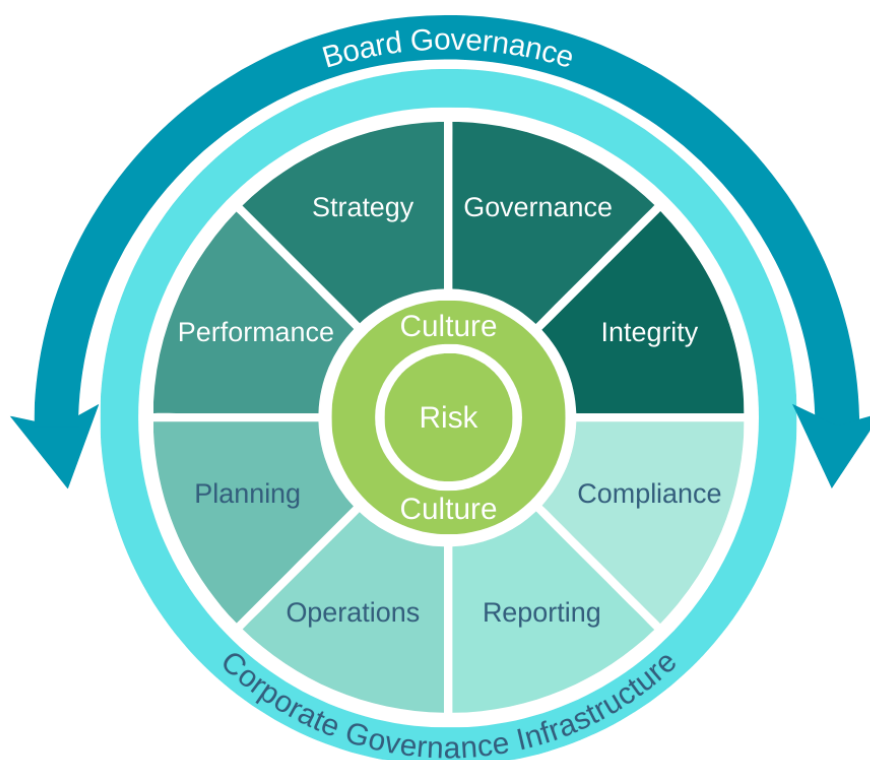 Board Governance
Strategy
Governance
Performance
Culture
Integrity
Risk
Planning
Culture
Compliance
Operations
Reporting
Corporate Governance Infrastructure